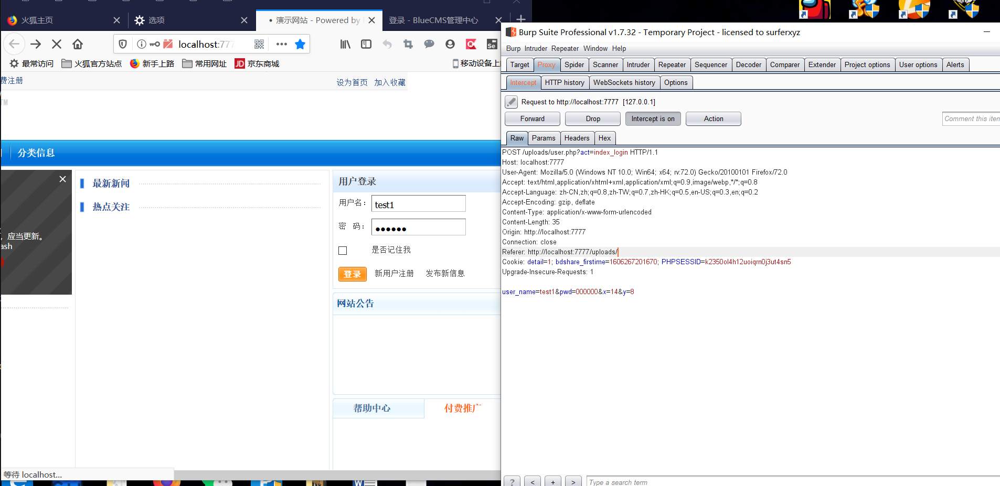 火狐主页
选项
• 演示网站 - Powered by
登录 - BlueCMS管理中心
localhost:777
Se
最常访问 火狐官方站点 新手上路 常用网址 JD 京东商城
移动设备上
费注册
设为首页 加入收藏
TM
分类信息
最新新闻
热点关注
,应当更新。
ash
用户登录
用户名: test1
密 码: ●●●●●●
是否记住我
登录 新用户注册 发布新信息
网站公告
帮助中心 付费推广
等待 localhost...
Burp Suite Professional v1.7.32 - Temporary Project - licensed to surferxyz
Burp Intruder Repeater Window Help
Target Proxy Spider Scanner Intruder Repeater Sequencer Decoder Comparer Extender Project options User options Alerts
Intercept HTTP history WebSockets history Options
Request to http://localhost:7777 [127.0.0.1]
Forward Drop Intercept is on Action Comment this item
Raw Params Headers Hex
POST /uploads/user.php?act=index_login HTTP/1.1
Host: localhost:7777
User-Agent: Mozilla/5.0 (Windows NT 10.0; Win64; x64; rv:72.0) Gecko/20100101 Firefox/72.0
Accept: text/html,application/xhtml+xml,application/xml;q=0.9,image/webp,*/*;q=0.8
Accept-Language: zh-CN,zh;q=0.8,zh-TW;q=0.7,zh-HK;q=0.5,en-US;q=0.3,en;q=0.2
Accept-Encoding: gzip, deflate
Content-Type: application/x-www-form-urlencoded
Content-Length: 35
Origin: http://localhost:7777
Connection: close
Referer: http://localhost:7777/uploads/
Cookie: detail=1; bdshare_firstime=1606267201670; PHPSESSID=k2350ol4h12uoiqrn0j3ut4sn5
Upgrade-Insecure-Requests: 1
user_name=test1&pwd=000000&x=14&y=8
? < + > Type a search term